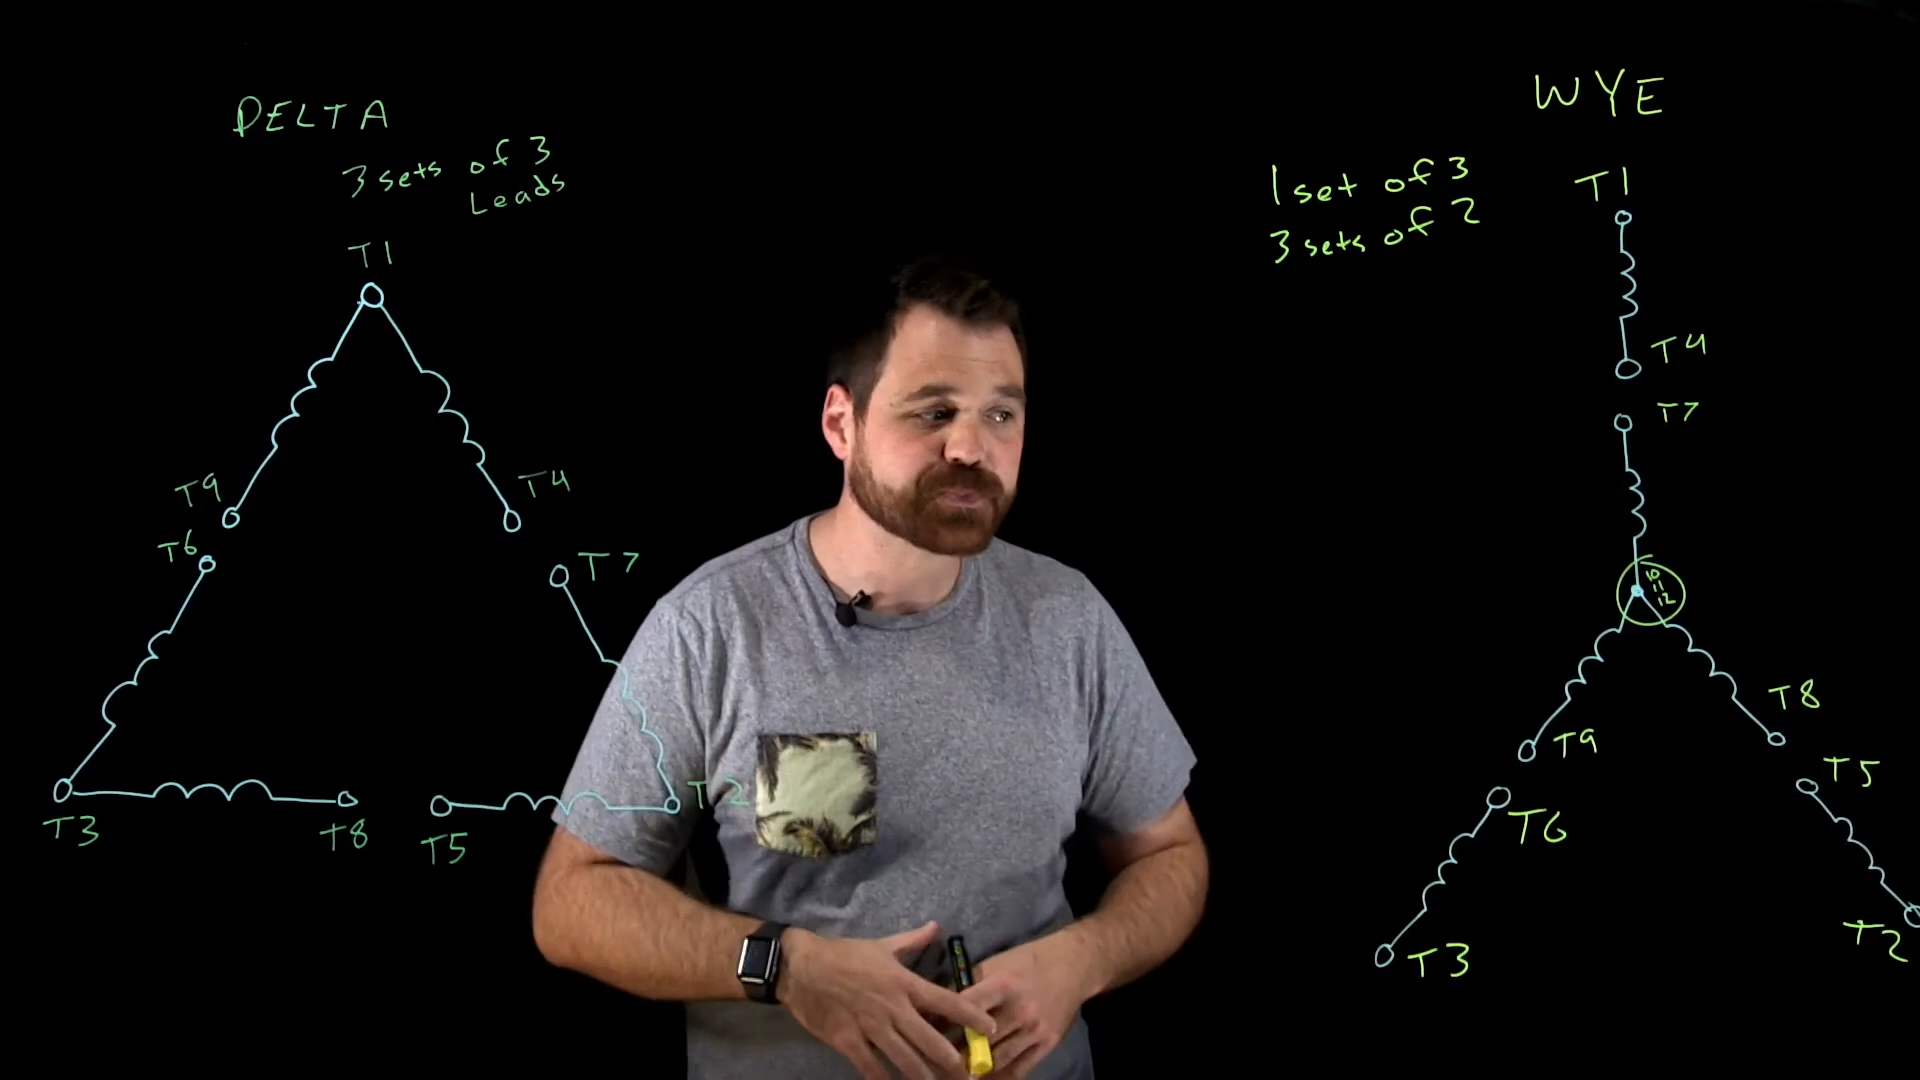 DELTA
3 sets of 3
Leads
T1
T9
T4
T6
T7
T3
T8
T5
T2
WYE
1 set of 3
3 sets of 2
T1
T4
T7
10
11
12
T8
T9
T5
T6
T3
T2